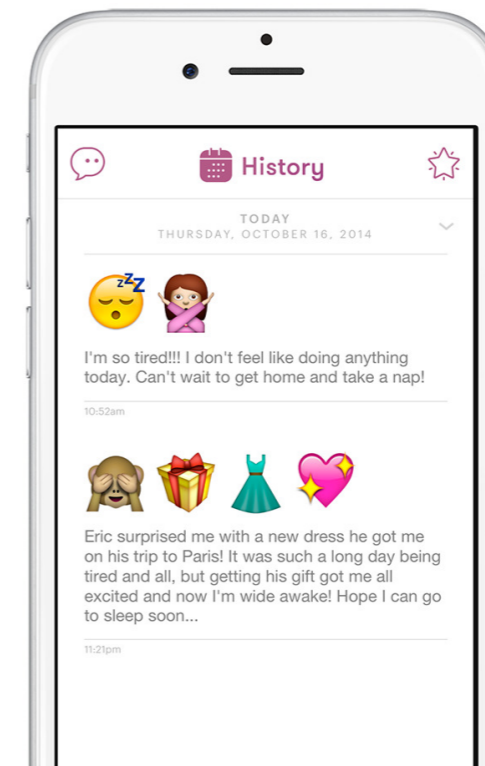 History
TODAY
THURSDAY, OCTOBER 16, 2014
zZZ
I'm so tired!!! I don't feel like doing anything
today. Can't wait to get home and take a nap!
10:52am
Eric surprised me with a new dress he got me
on his trip to Paris! It was such a long day being
tired and all, but getting his gift got me all
excited and now I'm wide awake! Hope I can go
to sleep soon...
11:21pm